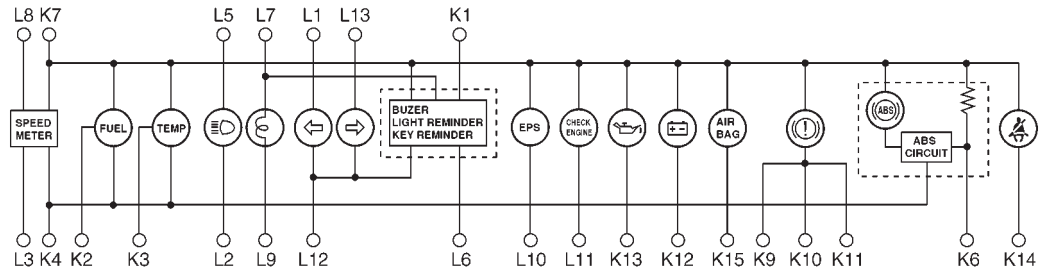 L8 K7 L5 L7 L1 L13 K1
SPEED
METER
FUEL
TEMP
BUZER
LIGHT REMINDER
KEY REMINDER
EPS
CHECK
ENGINE
AIR
BAG
(!)
ABS
ABS
CIRCUIT
L3 K4 K2 K3 L2 L9 L12 L6 L10 L11 K13 K12 K15 K9 K10 K11 K6 K14